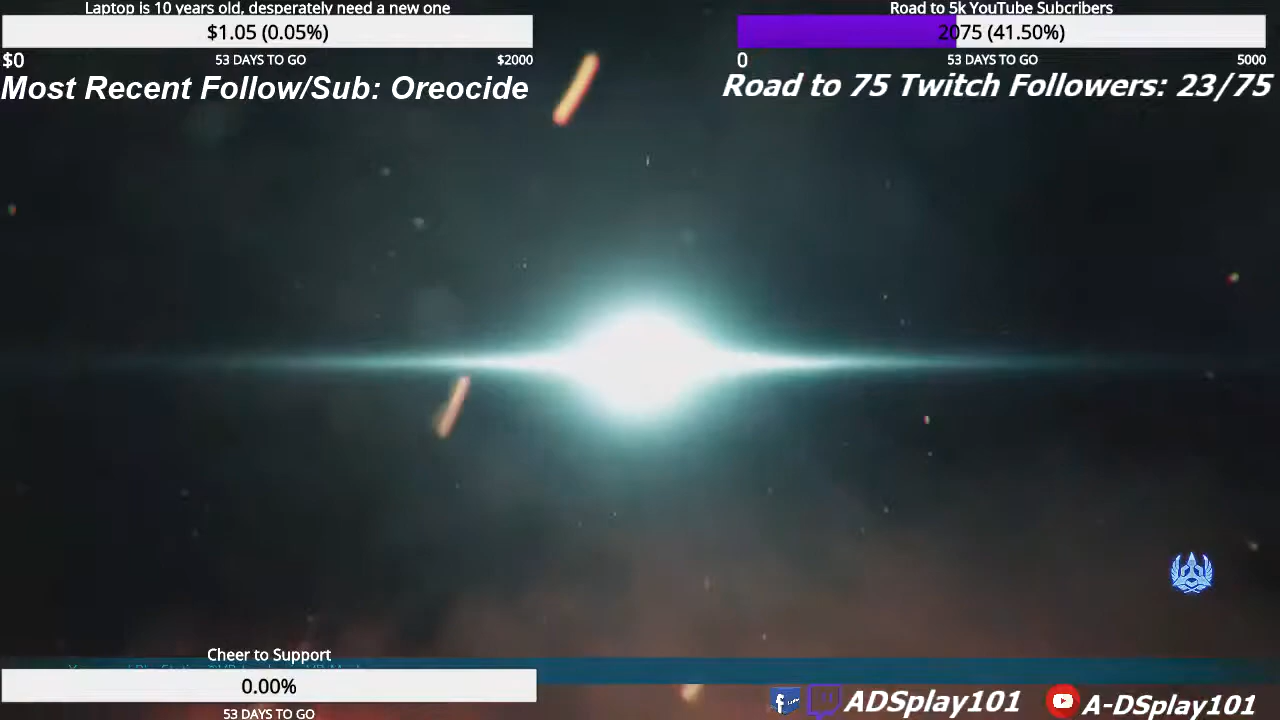 Laptop is 10 years old, desperately need a new one
$1.05 (0.05%)
$0 53 DAYS TO GO $2000
Most Recent Follow/Sub: Oreocide
Road to 5k YouTube Subcribers
2075 (41.50%)
0 53 DAYS TO GO 5000
Road to 75 Twitch Followers: 23/75
Cheer to Support
0.00%
53 DAYS TO GO
ADSplay101
A-DSplay101